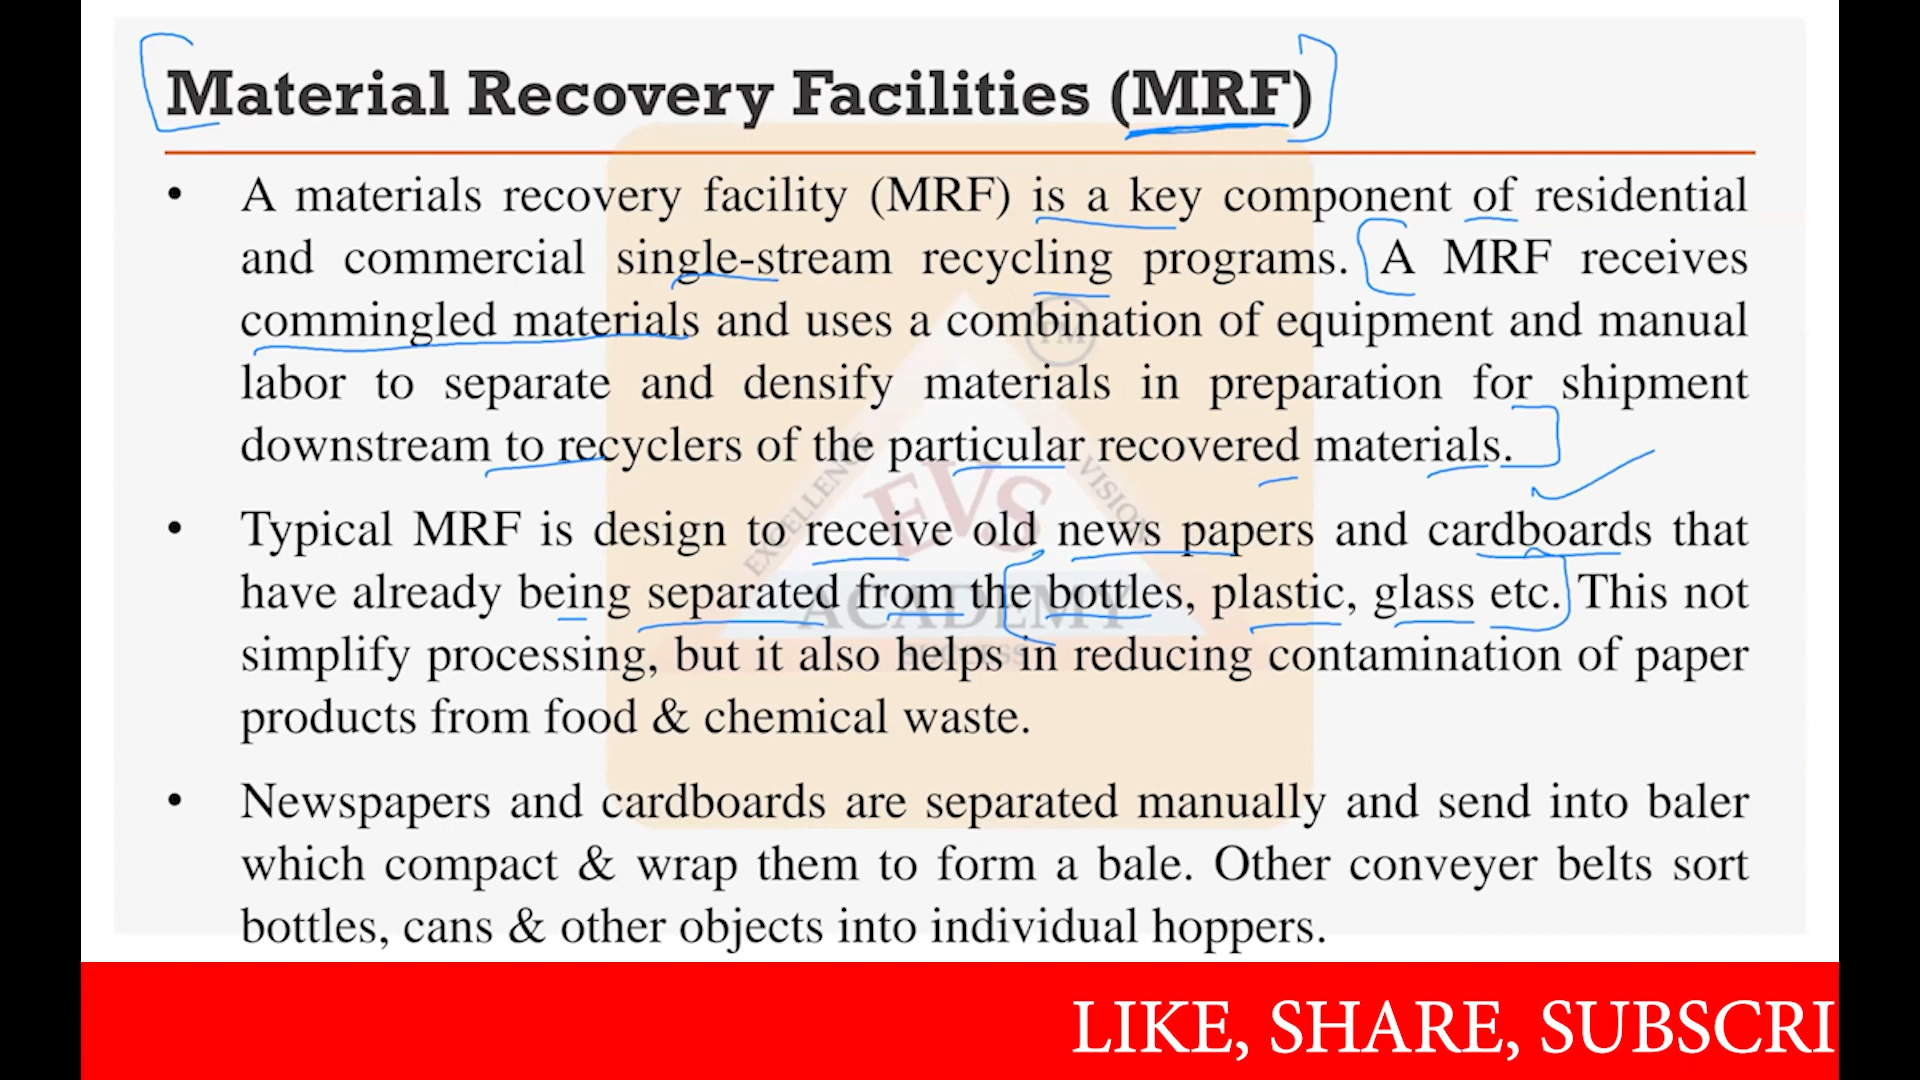 Material Recovery Facilities (MRF)
• A materials recovery facility (MRF) is a key component of residential
and commercial single-stream recycling programs. A MRF receives
commingled materials and uses a combination of equipment and manual
labor to separate and densify materials in preparation for shipment
downstream to recyclers of the particular recovered materials.
• Typical MRF is design to receive old news papers and cardboards that
have already being separated from the bottles, plastic, glass etc. This not
simplify processing, but it also helps in reducing contamination of paper
products from food & chemical waste.
• Newspapers and cardboards are separated manually and send into baler
which compact & wrap them to form a bale. Other conveyer belts sort
bottles, cans & other objects into individual hoppers.
TM
EXCELLENCE
VISION
EVS
ACADEMY
LIKE, SHARE, SUBSCRI